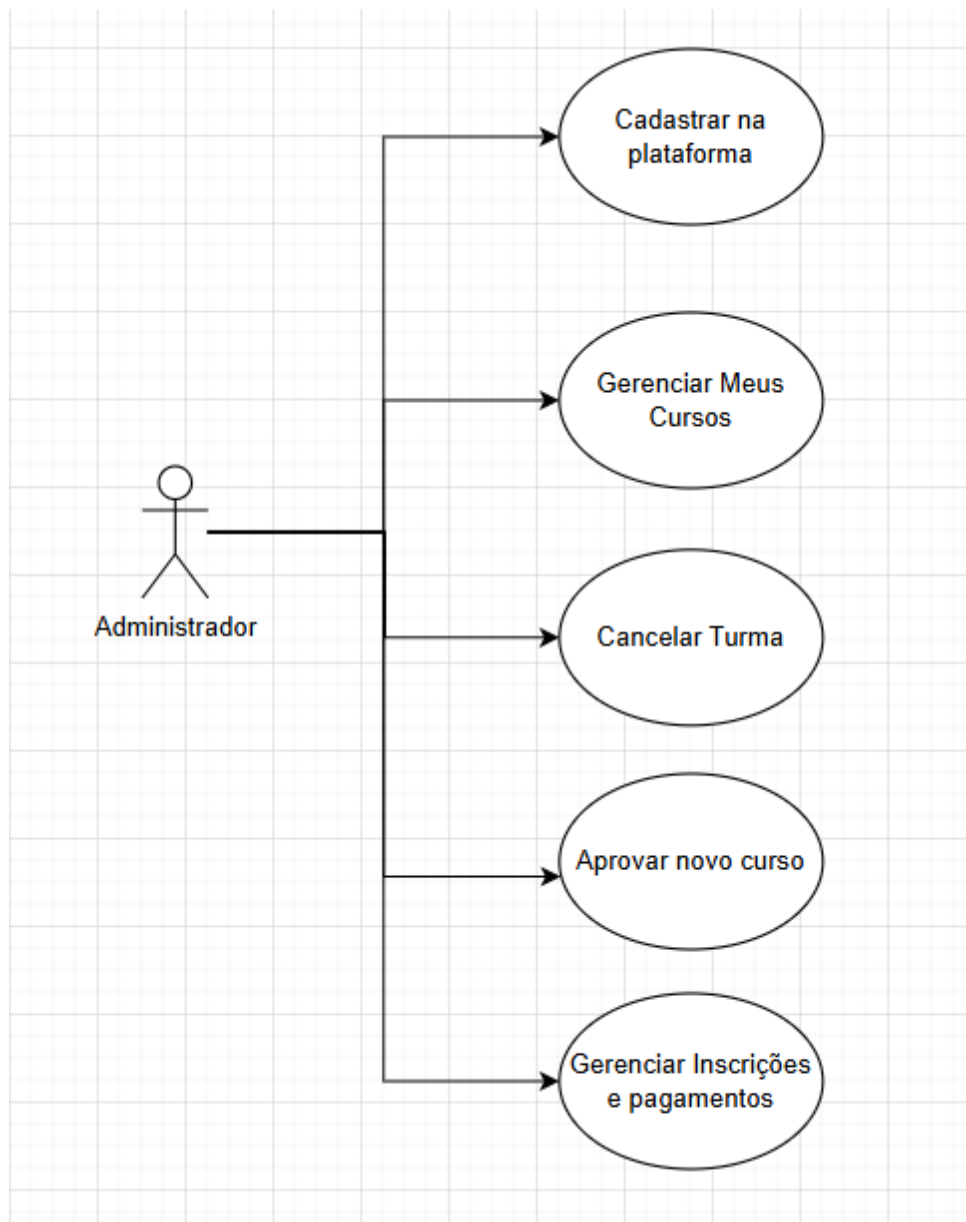 Cadastrar na
plataforma
Gerenciar Meus
Cursos
Administrador
Cancelar Turma
Aprovar novo curso
Gerenciar Inscrições
e pagamentos